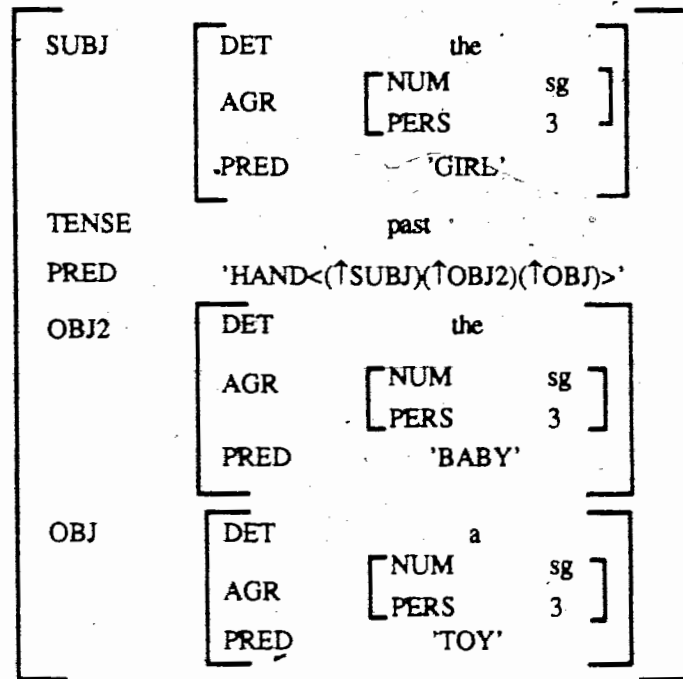 SUBJ DET the
AGR NUM sg
PERS 3
PRED 'GIRL'
TENSE past
PRED 'HAND<(↑SUBJ)(↑OBJ2)(↑OBJ)>'
OBJ2 DET the
AGR NUM sg
PERS 3
PRED 'BABY'
OBJ DET a
AGR NUM sg
PERS 3
PRED 'TOY'